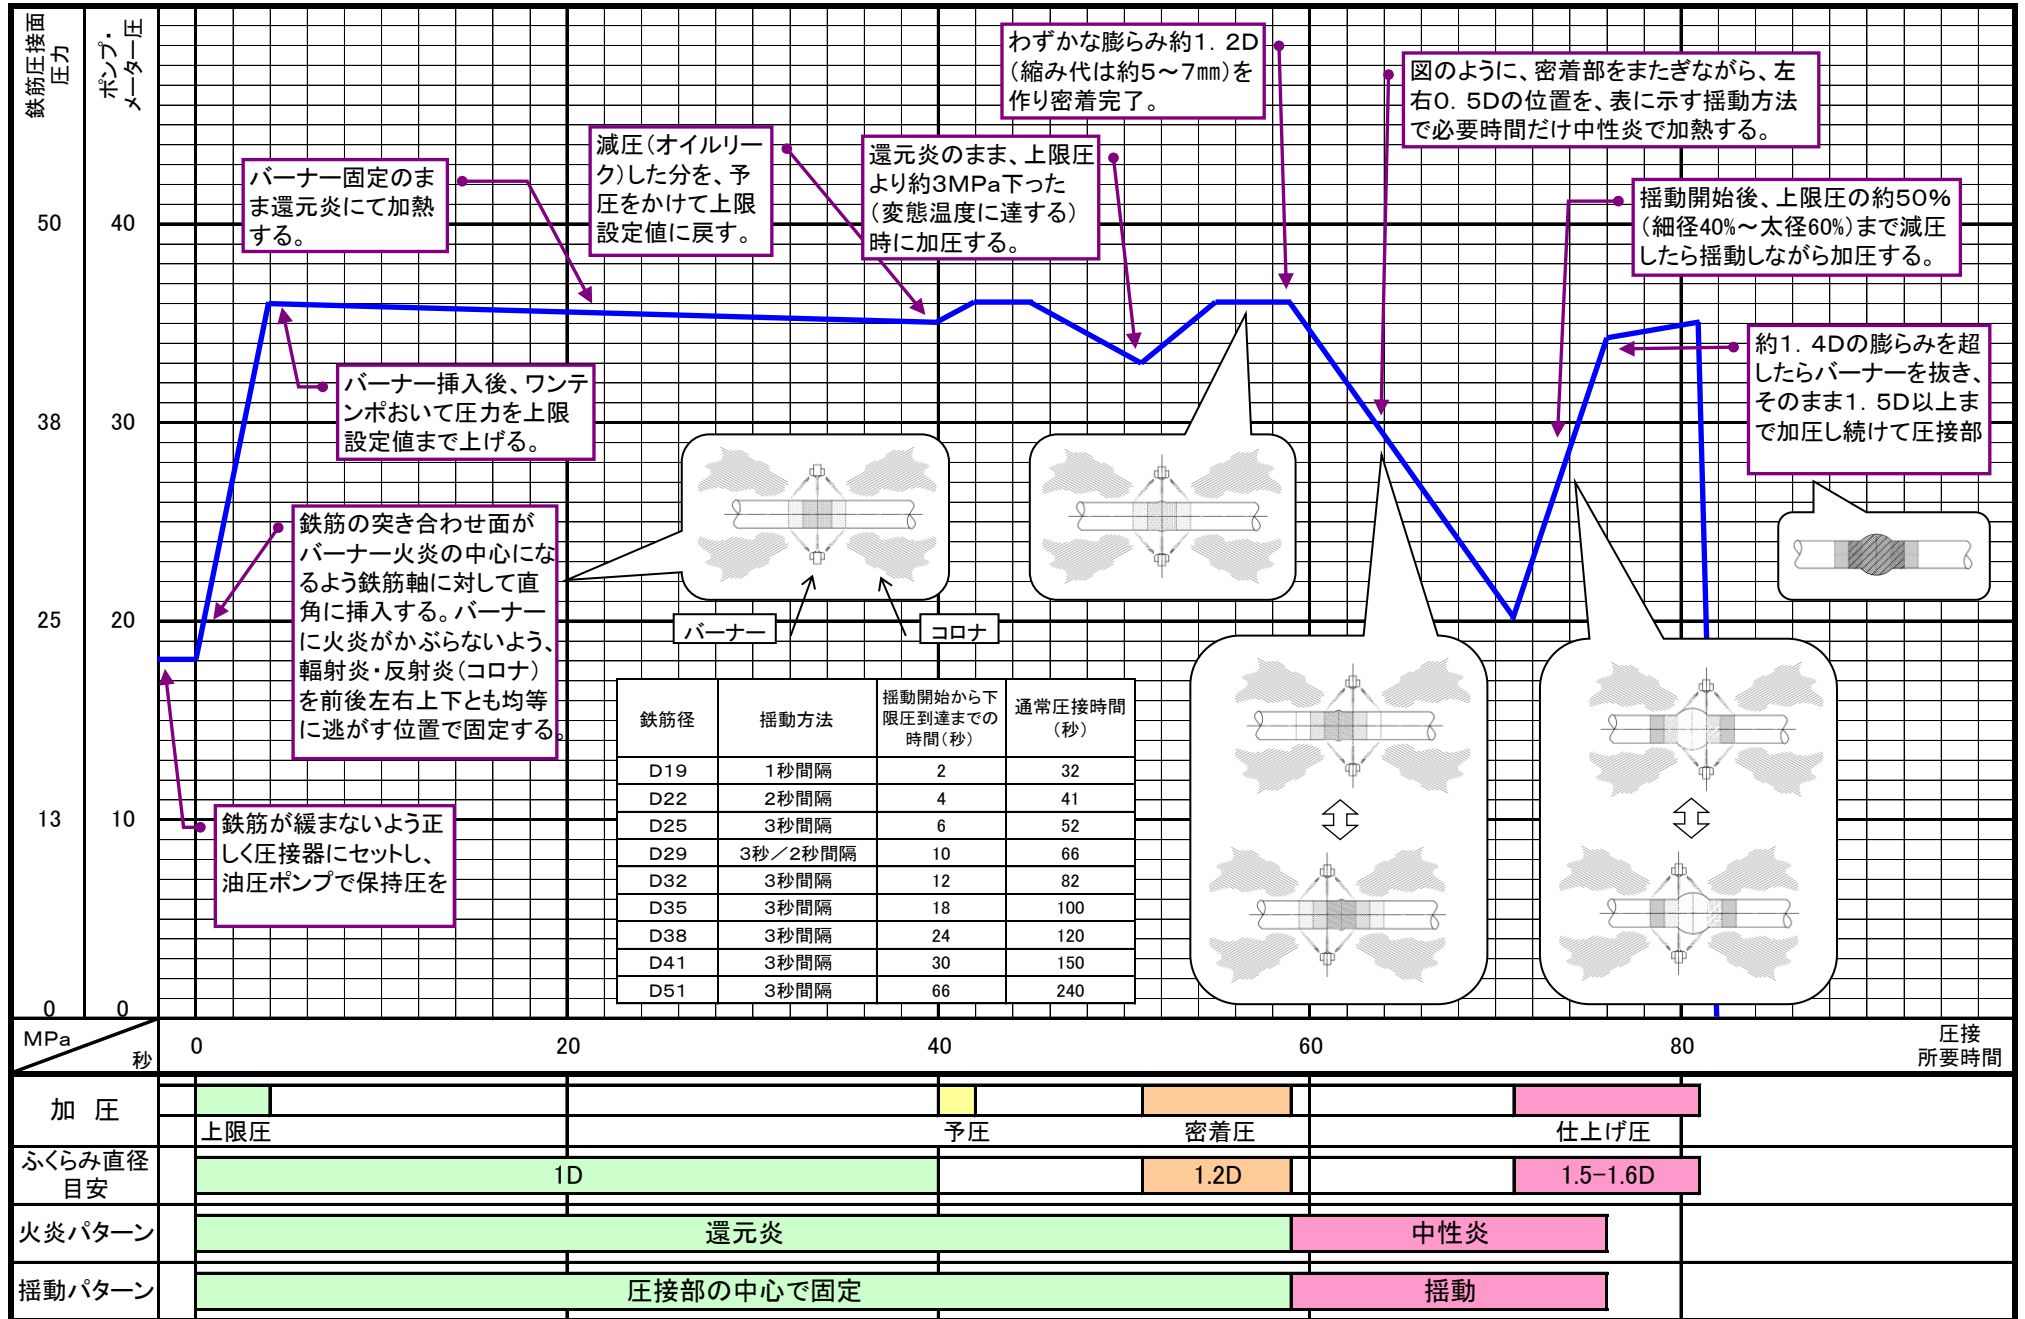 鉄筋圧接面
圧力
ポンプ・
メーター圧
50
40
38
30
25
20
13
10
0
0
バーナー固定のま
ま還元炎にて加熱
する。
減圧(オイルリー
ク)した分を、予
圧をかけて上限
設定値に戻す。
還元炎のまま、上限圧
より約3MPa下った
(変態温度に達する)
時に加圧する。
わずかな膨らみ約1. 2D
(縮み代は約5~7㎜)を
作り密着完了。
図のように、密着部をまたぎながら、左
右0. 5Dの位置を、表に示す揺動方法
で必要時間だけ中性炎で加熱する。
揺動開始後、上限圧の約50%
(細径40%~太径60%)まで減圧
したら揺動しながら加圧する。
約1. 4Dの膨らみを超
したらバーナーを抜き、
そのまま1. 5D以上ま
で加圧し続けて圧接部
バーナー挿入後、ワンテ
ンポおいて圧力を上限
設定値まで上げる。
鉄筋の突き合わせ面が
バーナー火炎の中心にな
るよう鉄筋軸に対して直
角に挿入する。バーナー
に火炎がかぶらないよう、
輻射炎・反射炎(コロナ)
を前後左右上下とも均等
に逃がす位置で固定する。
鉄筋が緩まないよう正
しく圧接器にセットし、
油圧ポンプで保持圧を
バーナー
コロナ
鉄筋径 揺動方法 揺動開始から下限圧到達までの時間(秒) 通常圧接時間(秒)
D19 1秒間隔 2 32
D22 2秒間隔 4 41
D25 3秒間隔 6 52
D29 3秒/2秒間隔 10 66
D32 3秒間隔 12 82
D35 3秒間隔 18 100
D38 3秒間隔 24 120
D41 3秒間隔 30 150
D51 3秒間隔 66 240
MPa
秒
0 20 40 60 80
圧接
所要時間
加 圧
上限圧 予圧 密着圧 仕上げ圧
ふくらみ直径
目安
1D 1.2D 1.5-1.6D
火炎パターン 還元炎 中性炎
揺動パターン 圧接部の中心で固定 揺動